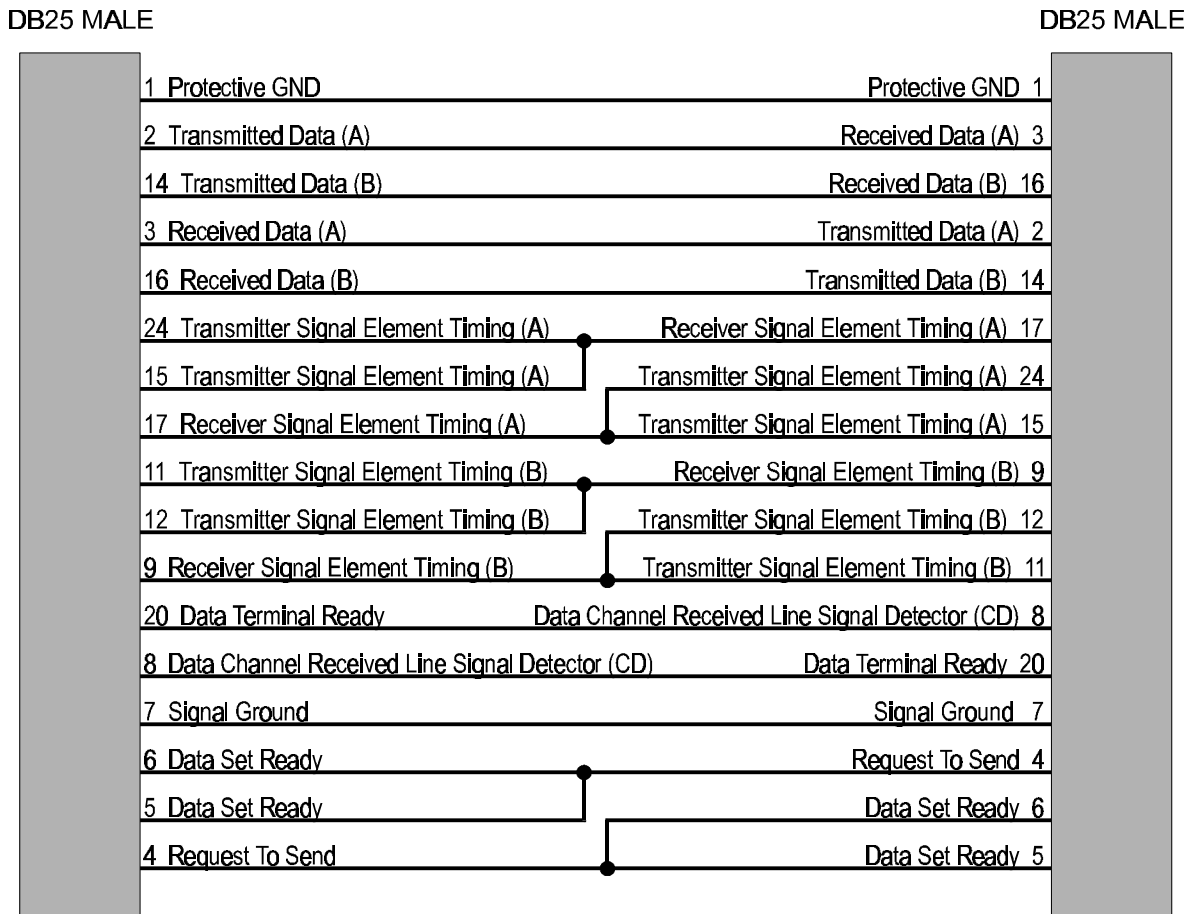 DB25 MALE DB25 MALE
1 Protective GND Protective GND 1
2 Transmitted Data (A) Received Data (A) 3
14 Transmitted Data (B) Received Data (B) 16
3 Received Data (A) Transmitted Data (A) 2
16 Received Data (B) Transmitted Data (B) 14
24 Transmitter Signal Element Timing (A) Receiver Signal Element Timing (A) 17
15 Transmitter Signal Element Timing (A) Transmitter Signal Element Timing (A) 24
17 Receiver Signal Element Timing (A) Transmitter Signal Element Timing (A) 15
11 Transmitter Signal Element Timing (B) Receiver Signal Element Timing (B) 9
12 Transmitter Signal Element Timing (B) Transmitter Signal Element Timing (B) 12
9 Receiver Signal Element Timing (B) Transmitter Signal Element Timing (B) 11
20 Data Terminal Ready Data Channel Received Line Signal Detector (CD) 8
8 Data Channel Received Line Signal Detector (CD) Data Terminal Ready 20
7 Signal Ground Signal Ground 7
6 Data Set Ready Request To Send 4
5 Data Set Ready Data Set Ready 6
4 Request To Send Data Set Ready 5